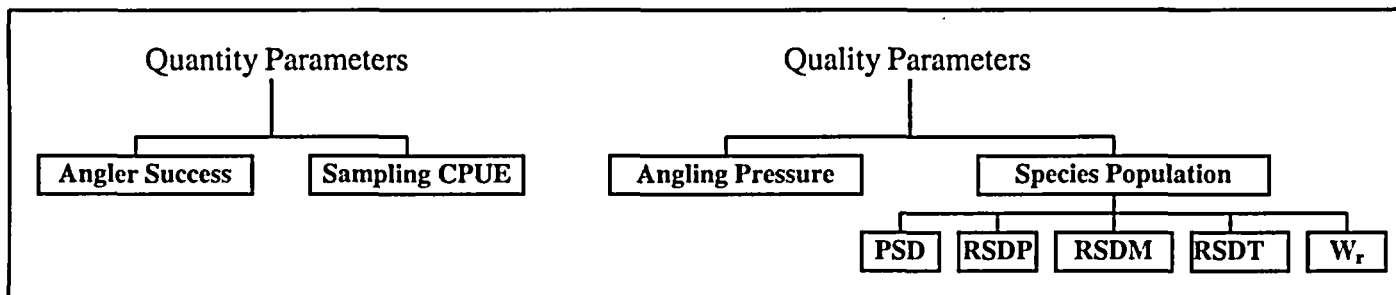 Quantity Parameters
Quality Parameters
Angler Success
Sampling CPUE
Angling Pressure
Species Population
PSD
RSDP
RSDM
RSDT
Wr